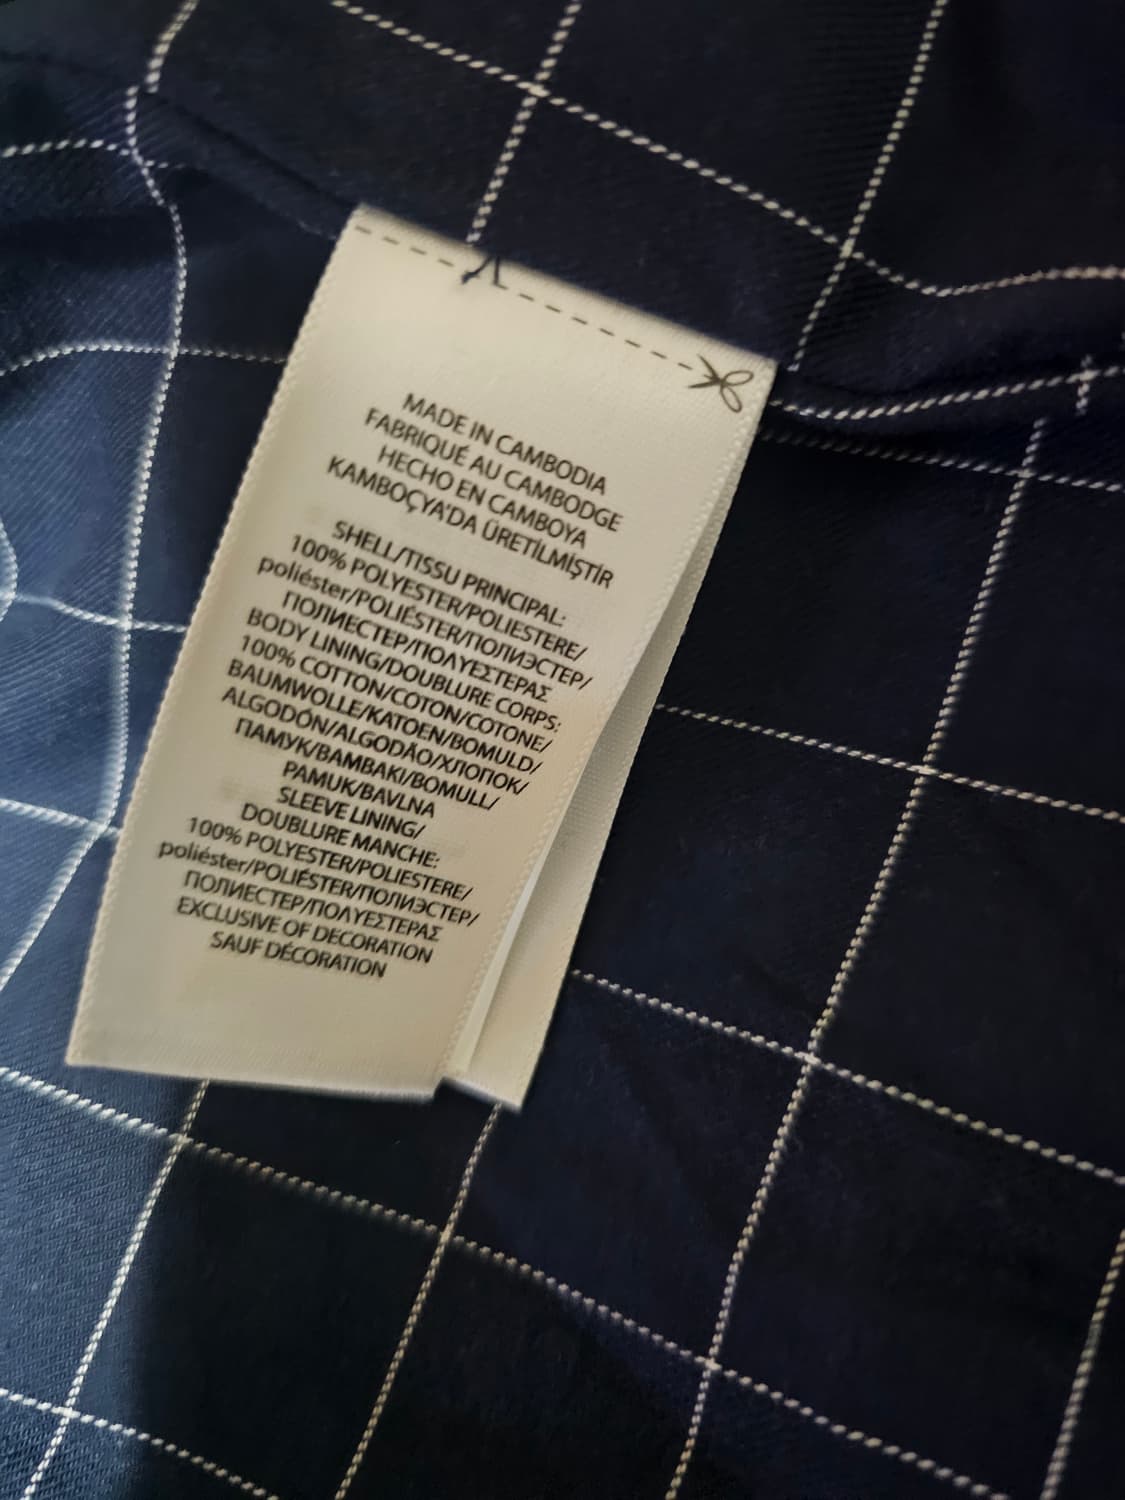 MADE IN CAMBODIA
FABRIQUÉ AU CAMBODGE
HECHO EN CAMBOYA
KAMBOÇYA'DA ÜRETİLMİŞTİR
SHELL/TISSU PRINCIPAL:
100% POLYESTER/POLIESTERE/
poliéster/POLIÉSTER/ПОЛИЭСТЕР/
ПОЛИЕСТЕР/ΠΟΛΥΕΣΤΕΡΑΣ
BODY LINING/DOUBLURE CORPS:
100% COTTON/COTON/COTONE/
BAUMWOLLE/KATOEN/BOMULD/
ALGODÓN/ALGODÃO/ХЛОПОК/
ПАМУК/BAMBAKI/BOMULL/
PAMUK/BAVLNA
SLEEVE LINING/
DOUBLURE MANCHE:
100% POLYESTER/POLIESTERE/
poliéster/POLIÉSTER/ПОЛИЭСТЕР/
ПОЛИЕСТЕР/ΠΟΛΥΕΣΤΕΡΑΣ
EXCLUSIVE OF DECORATION
SAUF DÉCORATION